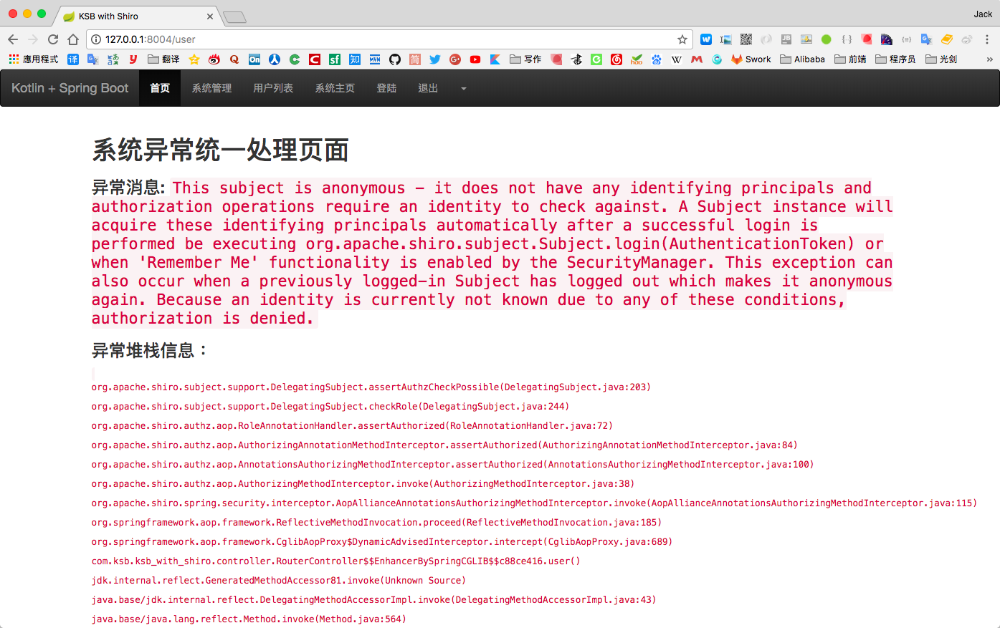 KSB with Shiro
Jack
127.0.0.1:8004/user
應用程式
翻译
写作
Swork
Alibaba
前端
程序员
光剑
»
Kotlin + Spring Boot
首页
系统管理
用户列表
系统主页
登陆
退出
系统异常统一处理页面
异常消息: This subject is anonymous - it does not have any identifying principals and
authorization operations require an identity to check against. A Subject instance will
acquire these identifying principals automatically after a successful login is
performed be executing org.apache.shiro.subject.Subject.login(AuthenticationToken) or
when 'Remember Me' functionality is enabled by the SecurityManager. This exception can
also occur when a previously logged-in Subject has logged out which makes it anonymous
again. Because an identity is currently not known due to any of these conditions,
authorization is denied.
异常堆栈信息：
org.apache.shiro.subject.support.DelegatingSubject.assertAuthzCheckPossible(DelegatingSubject.java:203)
org.apache.shiro.subject.support.DelegatingSubject.checkRole(DelegatingSubject.java:244)
org.apache.shiro.authz.aop.RoleAnnotationHandler.assertAuthorized(RoleAnnotationHandler.java:72)
org.apache.shiro.authz.aop.AuthorizingAnnotationMethodInterceptor.assertAuthorized(AuthorizingAnnotationMethodInterceptor.java:84)
org.apache.shiro.authz.aop.AnnotationsAuthorizingMethodInterceptor.assertAuthorized(AnnotationsAuthorizingMethodInterceptor.java:100)
org.apache.shiro.authz.aop.AuthorizingMethodInterceptor.invoke(AuthorizingMethodInterceptor.java:38)
org.apache.shiro.spring.security.interceptor.AopAllianceAnnotationsAuthorizingMethodInterceptor.invoke(AopAllianceAnnotationsAuthorizingMethodInterceptor.java:115)
org.springframework.aop.framework.ReflectiveMethodInvocation.proceed(ReflectiveMethodInvocation.java:185)
org.springframework.aop.framework.CglibAopProxy$DynamicAdvisedInterceptor.intercept(CglibAopProxy.java:689)
com.ksb.ksb_with_shiro.controller.RouterController$$EnhancerBySpringCGLIB$$c88ce416.user()
jdk.internal.reflect.GeneratedMethodAccessor81.invoke(Unknown Source)
java.base/jdk.internal.reflect.DelegatingMethodAccessorImpl.invoke(DelegatingMethodAccessorImpl.java:43)
java.base/java.lang.reflect.Method.invoke(Method.java:564)